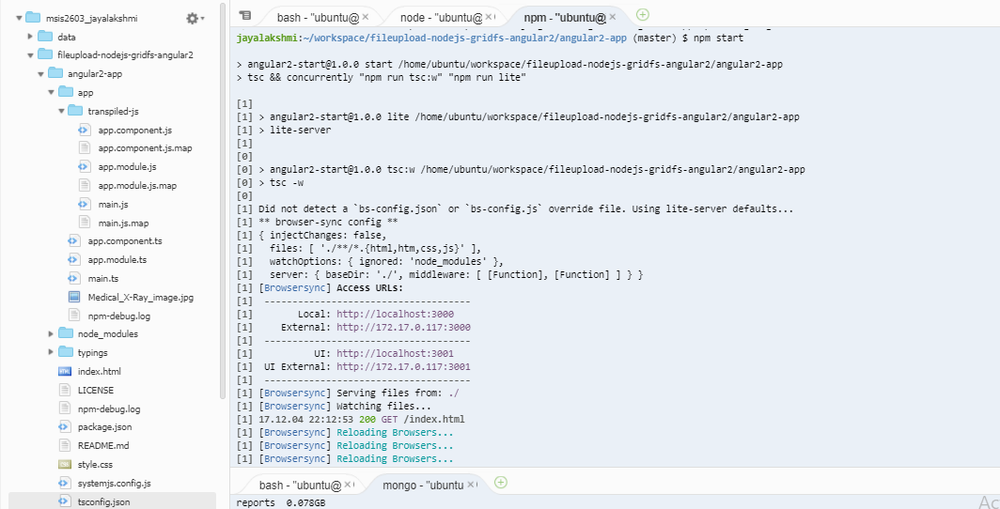 msis2603_jayalakshmi
data
fileupload-nodejs-gridfs-angular2
angular2-app
app
transpiled-js
app.component.js
app.component.js.map
app.module.js
app.module.js.map
main.js
main.js.map
app.component.ts
app.module.ts
main.ts
Medical_X-Ray_image.jpg
npm-debug.log
node_modules
typings
index.html
LICENSE
npm-debug.log
package.json
README.md
style.css
systemjs.config.js
tsconfig.json
bash - "ubuntu@ node - "ubuntu@ npm - "ubuntu@
jayalakshmi:~/workspace/fileupload-nodejs-gridfs-angular2/angular2-app (master) $ npm start
> angular2-start@1.0.0 start /home/ubuntu/workspace/fileupload-nodejs-gridfs-angular2/angular2-app
> tsc && concurrently "npm run tsc:w" "npm run lite"
[1]
[1] > angular2-start@1.0.0 lite /home/ubuntu/workspace/fileupload-nodejs-gridfs-angular2/angular2-app
[1] > lite-server
[1]
[0]
[0] > angular2-start@1.0.0 tsc:w /home/ubuntu/workspace/fileupload-nodejs-gridfs-angular2/angular2-app
[0] > tsc -w
[0]
[1] Did not detect a `bs-config.json` or `bs-config.js` override file. Using lite-server defaults...
[1] ** browser-sync config **
[1] { injectChanges: false,
[1]   files: [ './**/*.{html,htm,css,js}' ],
[1]   watchOptions: { ignored: 'node_modules' },
[1]   server: { baseDir: './', middleware: [ [Function], [Function] ] } }
[1] [Browsersync] Access URLs:
[1]  ------------------------------------
[1]        Local: http://localhost:3000
[1]     External: http://172.17.0.117:3000
[1]  ------------------------------------
[1]           UI: http://localhost:3001
[1]  UI External: http://172.17.0.117:3001
[1]  ------------------------------------
[1] [Browsersync] Serving files from: ./
[1] [Browsersync] Watching files...
[1] 17.12.04 22:12:53 200 GET /index.html
[1] [Browsersync] Reloading Browsers...
[1] [Browsersync] Reloading Browsers...
[1] [Browsersync] Reloading Browsers...
bash - "ubuntu@ mongo - "ubuntu
reports  0.078GB
Ac